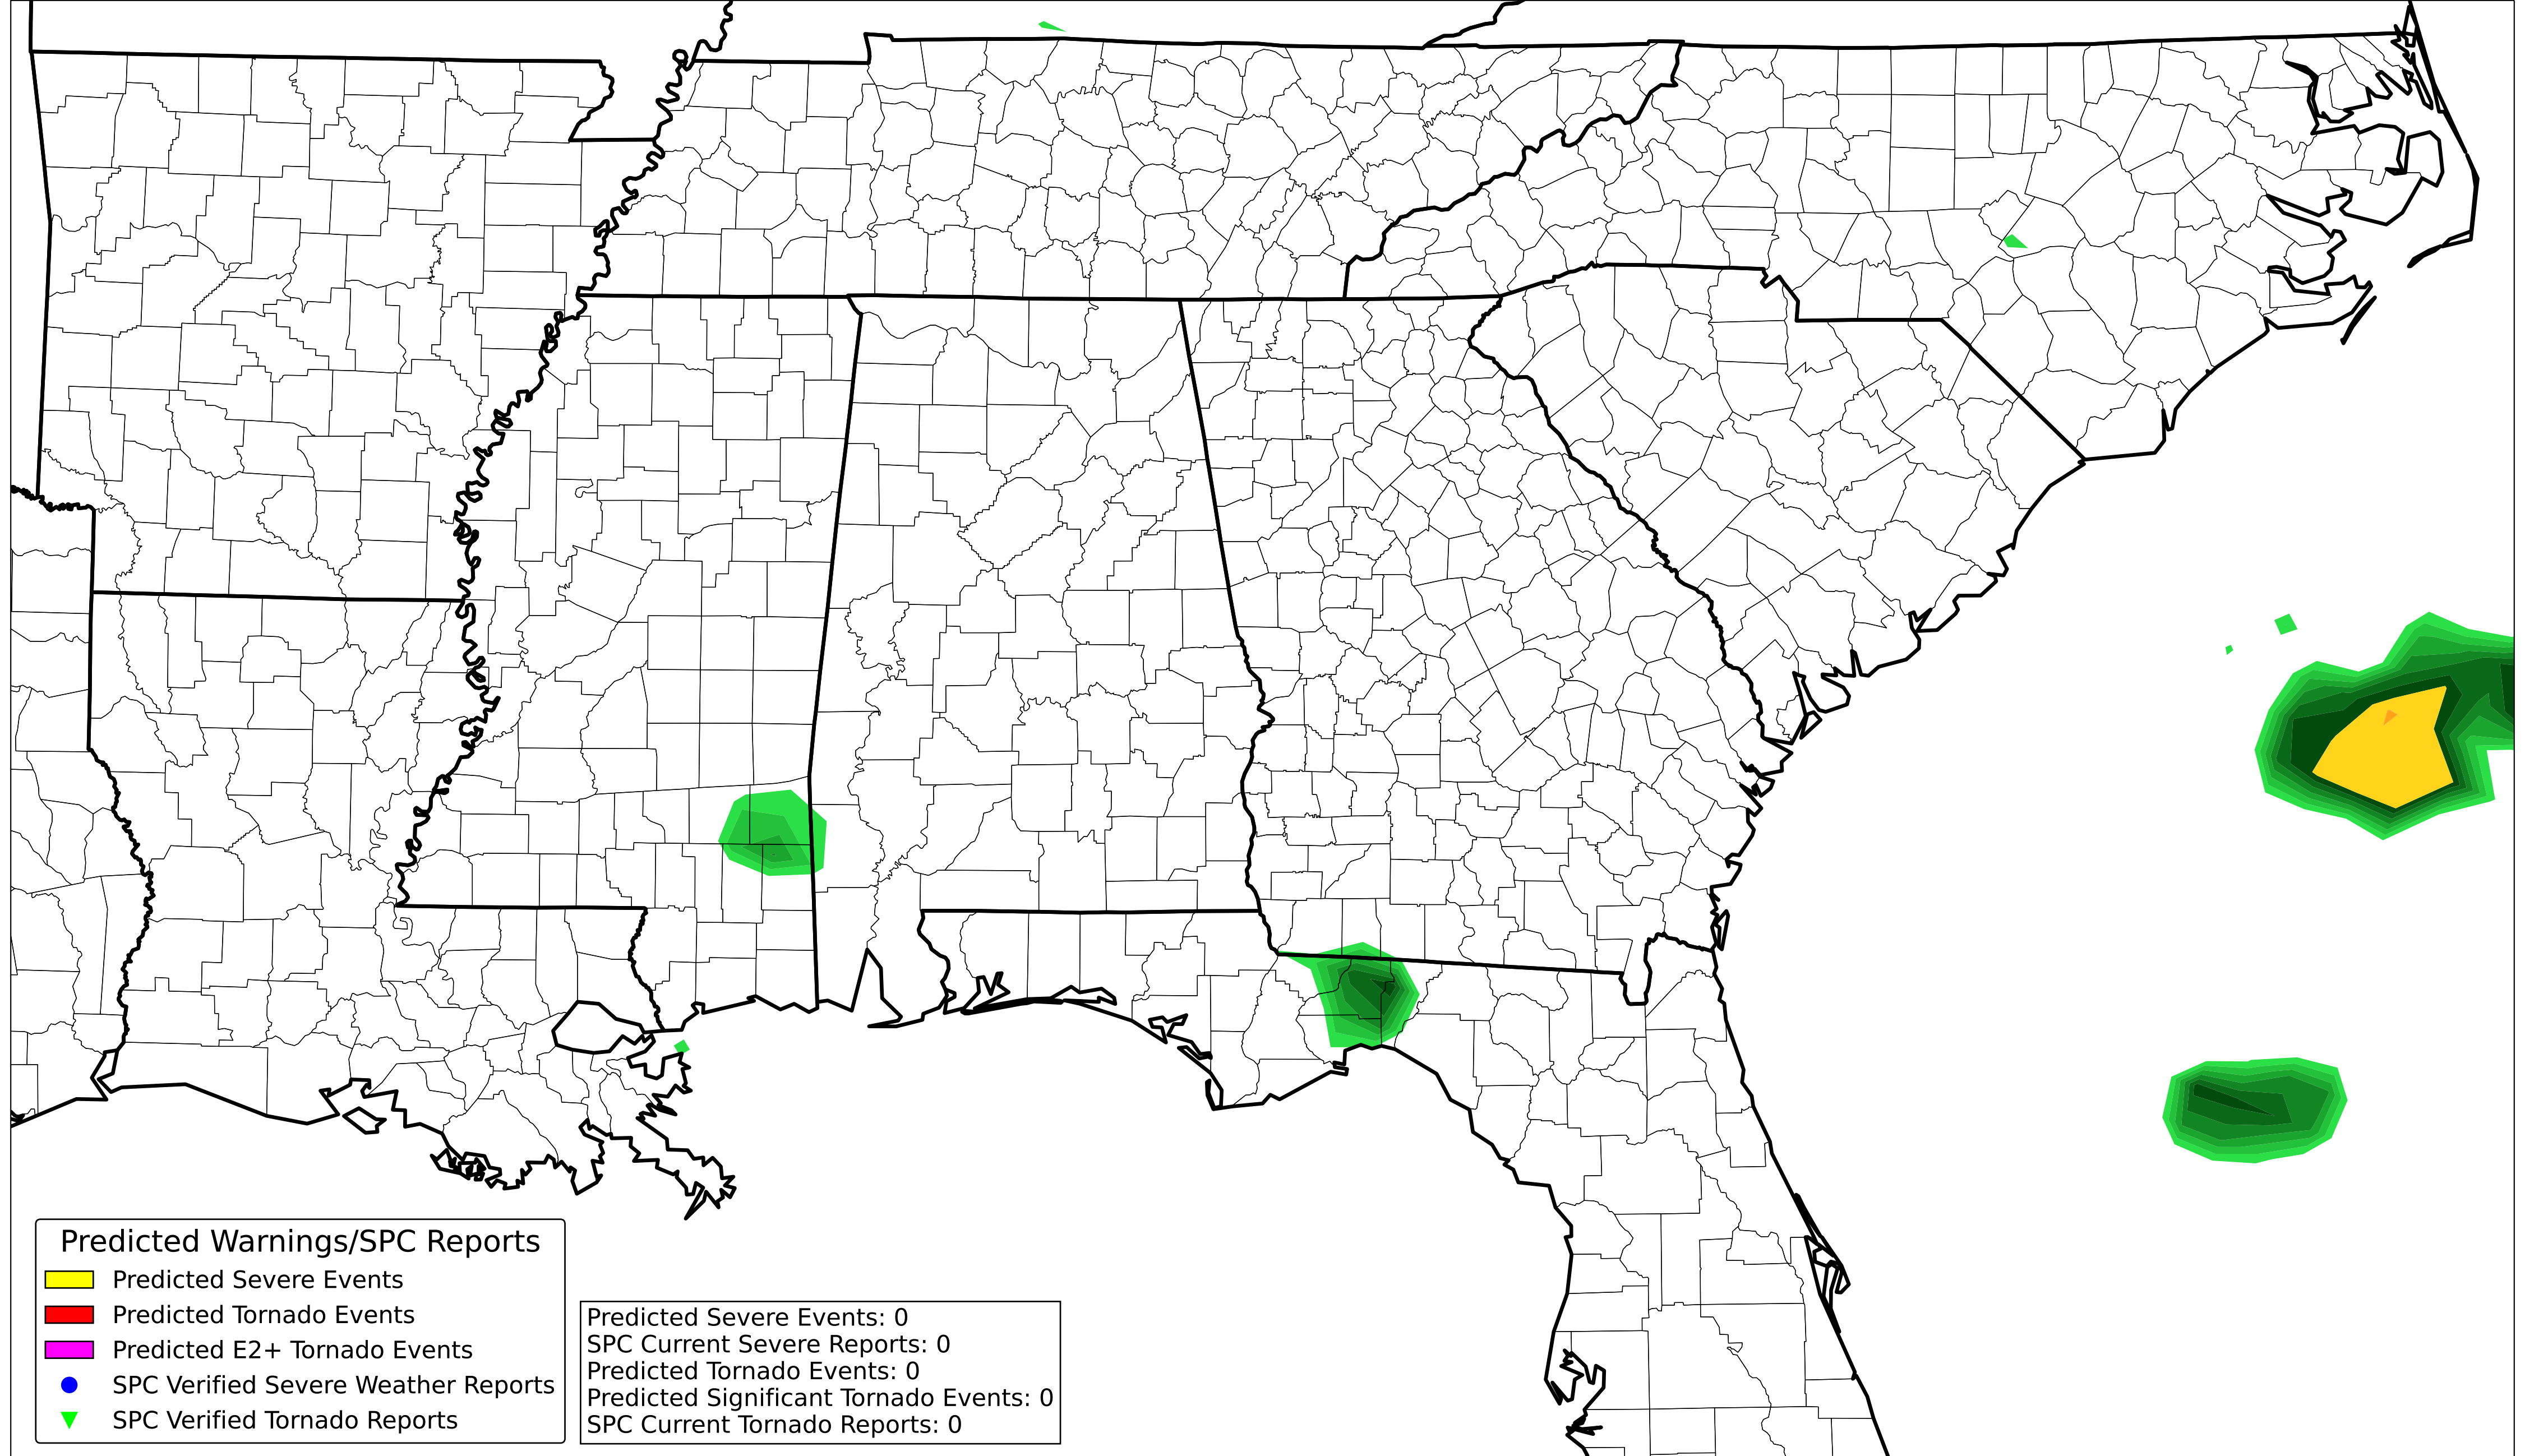 Predicted Warnings/SPC Reports
Predicted Severe Events
Predicted Tornado Events
Predicted E2+ Tornado Events
SPC Verified Severe Weather Reports
SPC Verified Tornado Reports
Predicted Severe Events: 0
SPC Current Severe Reports: 0
Predicted Tornado Events: 0
Predicted Significant Tornado Events: 0
SPC Current Tornado Reports: 0